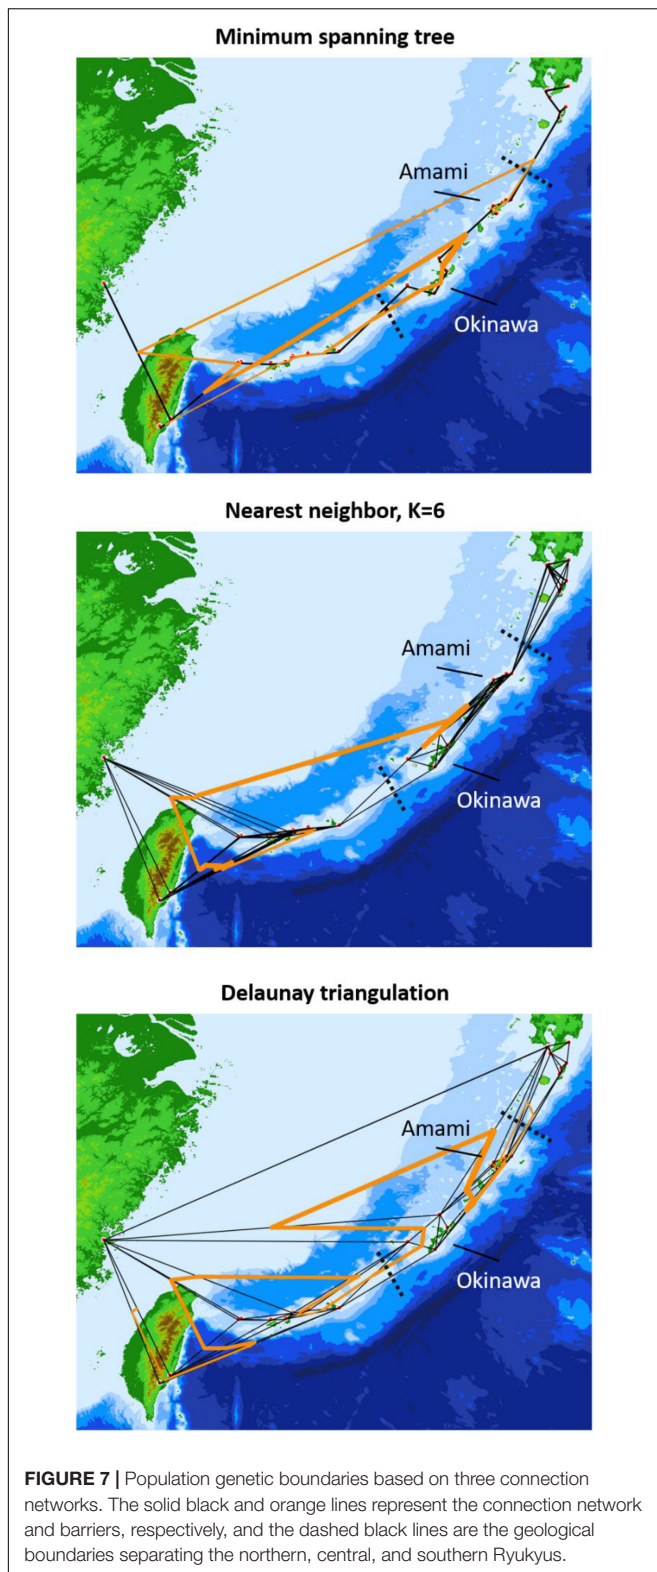 Minimum spanning tree
Amami
Okinawa
Nearest neighbor, K=6
Amami
Okinawa
Delaunay triangulation
Amami
Okinawa
FIGURE 7 | Population genetic boundaries based on three connection
networks. The solid black and orange lines represent the connection network
and barriers, respectively, and the dashed black lines are the geological
boundaries separating the northern, central, and southern Ryukyus.